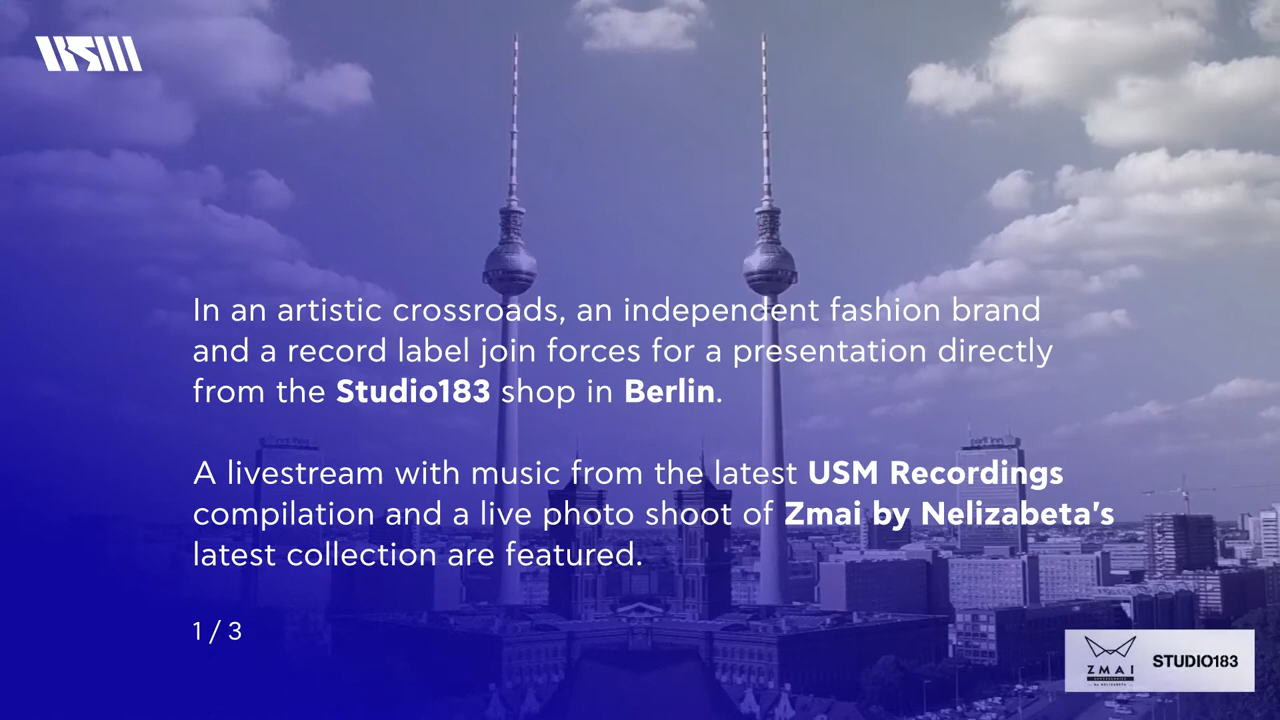 USM
In an artistic crossroads, an independent fashion brand
and a record label join forces for a presentation directly
from the Studio183 shop in Berlin.
A livestream with music from the latest USM Recordings
compilation and a live photo shoot of Zmai by Nelizabeta's
latest collection are featured.
1 / 3
ZMAI
by NELIZABETA
STUDIO183